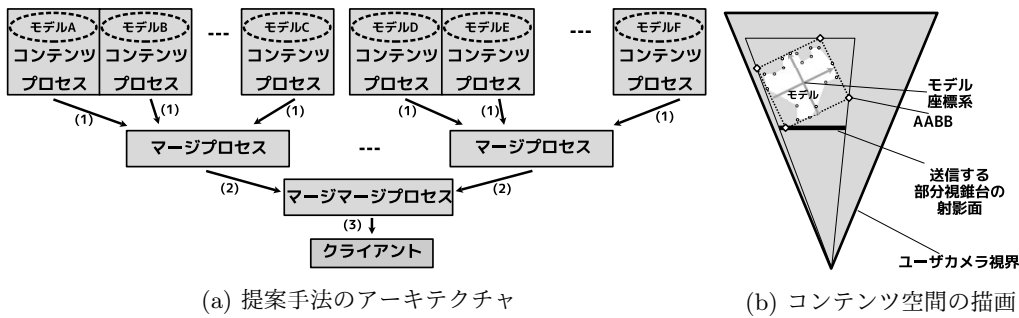 モデルA モデルB --- モデルC モデルD モデルE --- モデルF
コンテンツ コンテンツ コンテンツ コンテンツ コンテンツ コンテンツ
プロセス プロセス プロセス プロセス プロセス プロセス
(1) (1) (1) (1) (1) (1)
マージプロセス --- マージプロセス
(2) (2)
マージマージプロセス
(3)
クライアント
(a) 提案手法のアーキテクチャ
モデル
モデル
座標系
AABB
送信する
部分視錐台の
射影面
ユーザカメラ視界
(b) コンテンツ空間の描画